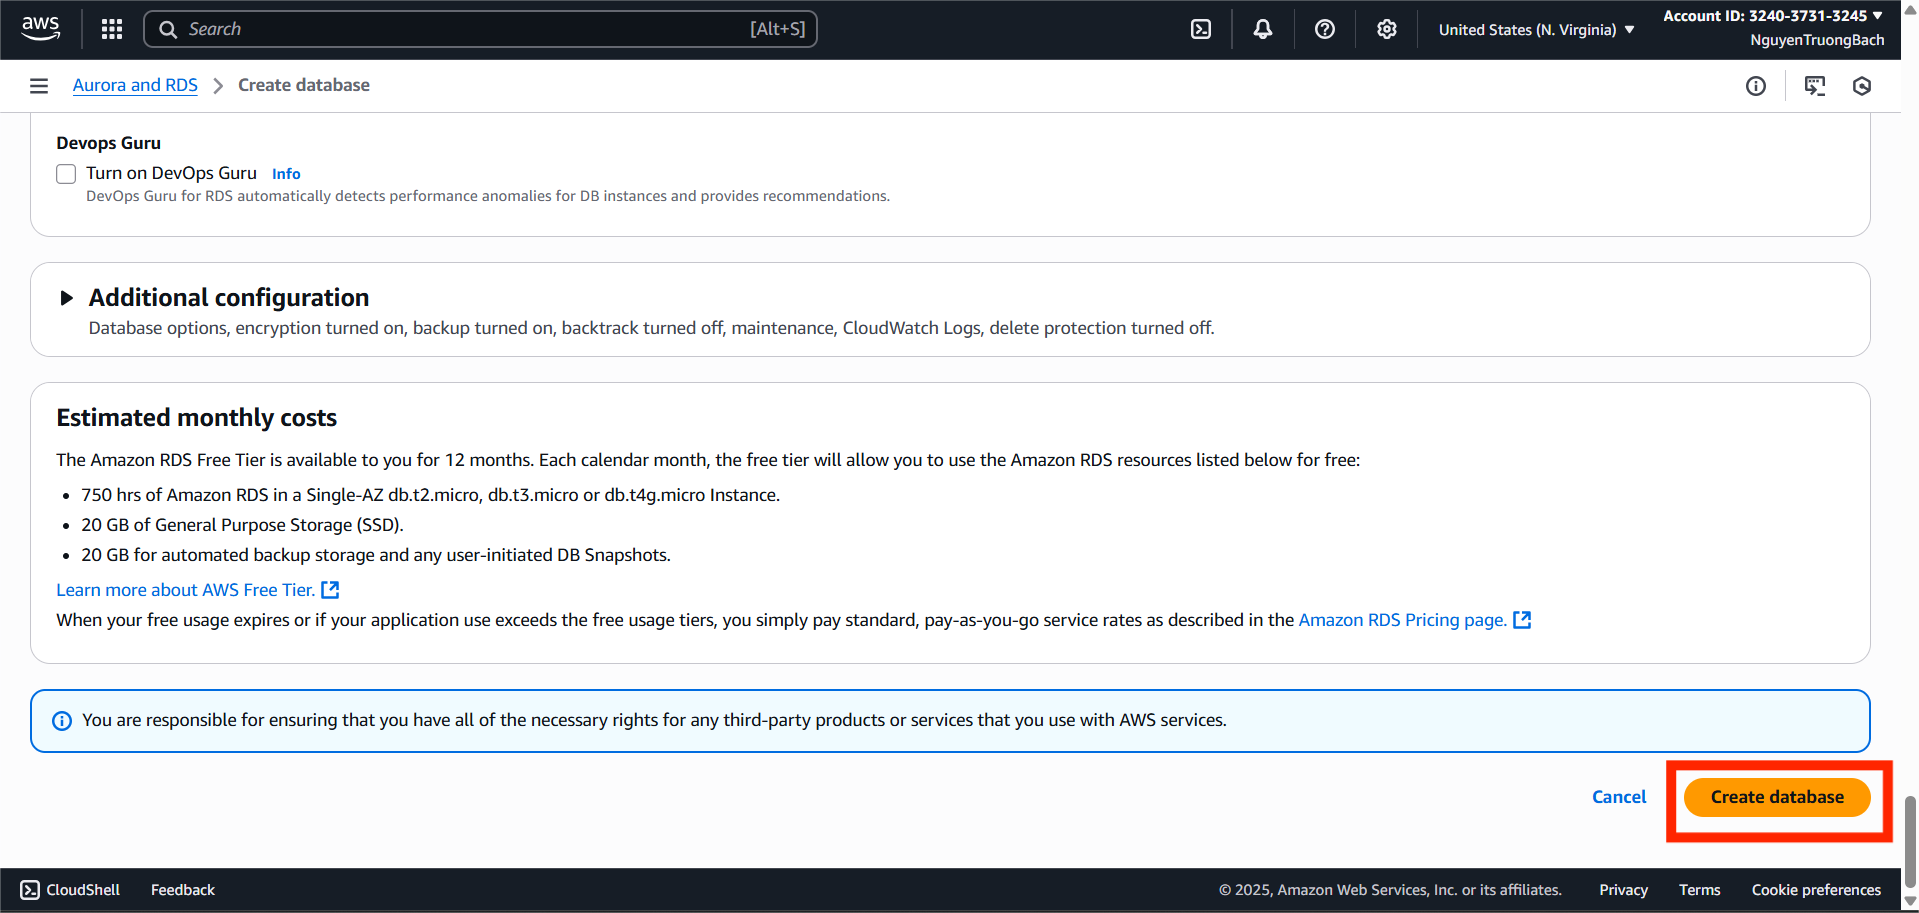 aws
Search [Alt+S]
United States (N. Virginia)
Account ID: 3240-3731-3245
NguyenTruongBach
Aurora and RDS
Create database
Devops Guru
Turn on DevOps Guru Info
DevOps Guru for RDS automatically detects performance anomalies for DB instances and provides recommendations.
Additional configuration
Database options, encryption turned on, backup turned on, backtrack turned off, maintenance, CloudWatch Logs, delete protection turned off.
Estimated monthly costs
The Amazon RDS Free Tier is available to you for 12 months. Each calendar month, the free tier will allow you to use the Amazon RDS resources listed below for free:
750 hrs of Amazon RDS in a Single-AZ db.t2.micro, db.t3.micro or db.t4g.micro Instance.
20 GB of General Purpose Storage (SSD).
20 GB for automated backup storage and any user-initiated DB Snapshots.
Learn more about AWS Free Tier.
When your free usage expires or if your application use exceeds the free usage tiers, you simply pay standard, pay-as-you-go service rates as described in the Amazon RDS Pricing page.
You are responsible for ensuring that you have all of the necessary rights for any third-party products or services that you use with AWS services.
Cancel
Create database
CloudShell
Feedback
© 2025, Amazon Web Services, Inc. or its affiliates.
Privacy
Terms
Cookie preferences